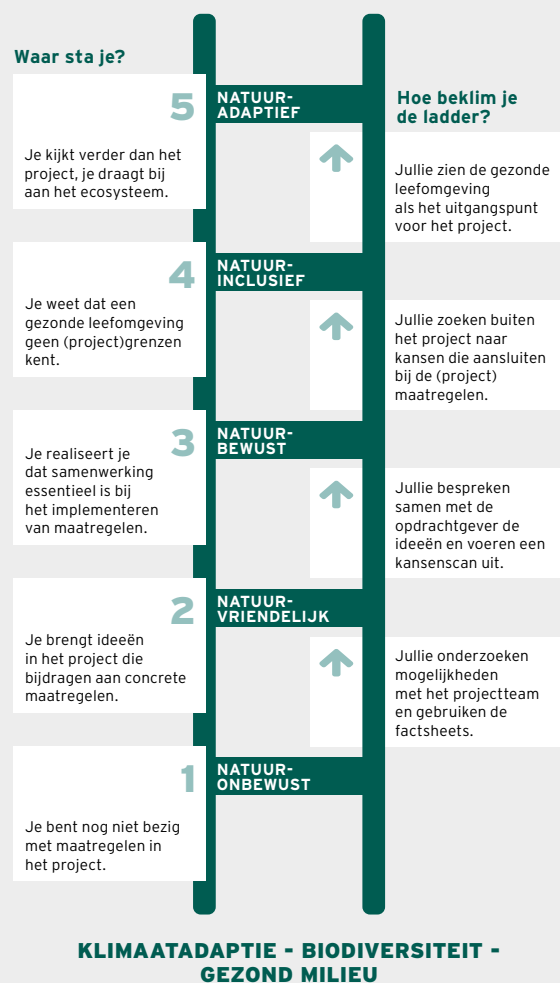 Waar sta je?
5
NATUUR-
ADAPTIEF
Je kijkt verder dan het
project, je draagt bij
aan het ecosysteem.
Hoe beklim je
de ladder?
Jullie zien de gezonde
leefomgeving
als het uitgangspunt
voor het project.
4
NATUUR-
INCLUSIEF
Je weet dat een
gezonde leefomgeving
geen (project)grenzen
kent.
Jullie zoeken buiten
het project naar
kansen die aansluiten
bij de (project)
maatregelen.
3
NATUUR-
BEWUST
Je realiseert je
dat samenwerking
essentieel is bij
het implementeren
van maatregelen.
Jullie bespreken
samen met de
opdrachtgever de
ideeën en voeren een
kansenscan uit.
2
NATUUR-
VRIENDELIJK
Je brengt ideeën
in het project die
bijdragen aan concrete
maatregelen.
Jullie onderzoeken
mogelijkheden
met het projectteam
en gebruiken de
factsheets.
1
NATUUR-
ONBEWUST
Je bent nog niet bezig
met maatregelen in
het project.
KLIMAATADAPTIE - BIODIVERSITEIT -
GEZOND MILIEU